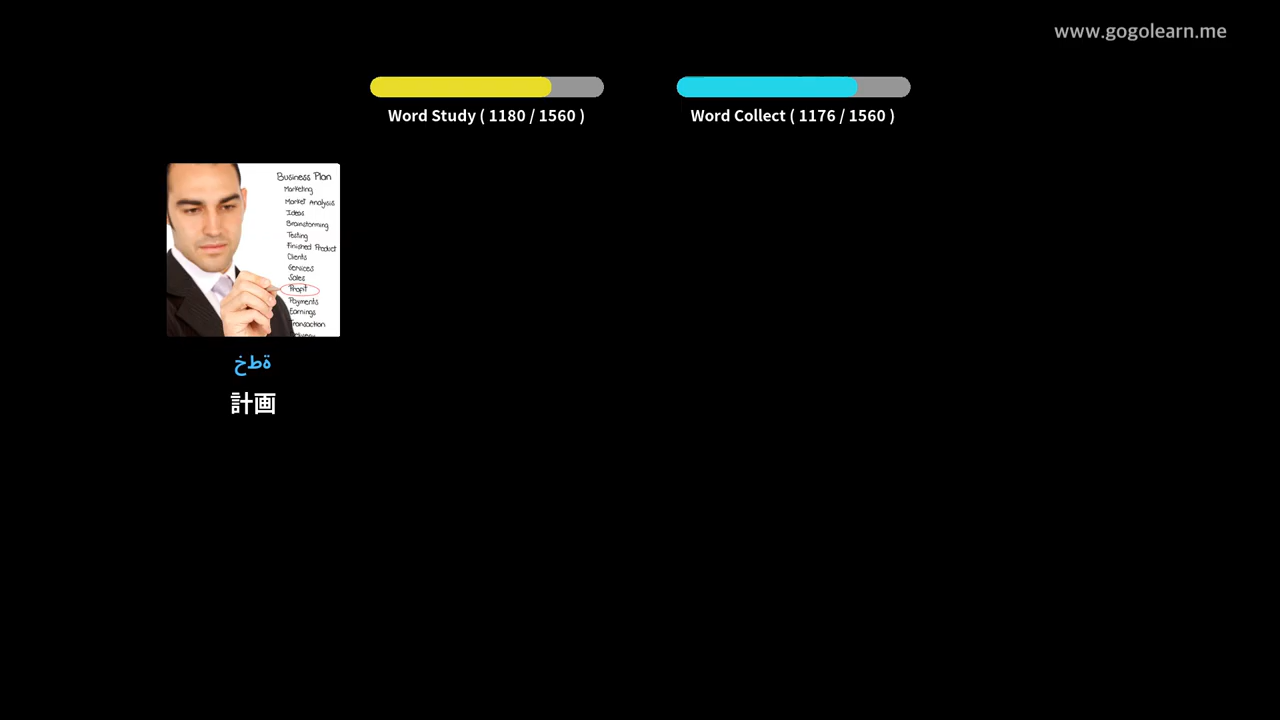 www.gogolearn.me
Word Study ( 1180 / 1560 )
Word Collect ( 1176 / 1560 )
Business Plan
Marketing
Market Analysis
Ideas
Brainstorming
Testing
Finished Product
Clients
Services
Sales
Profit
Payments
Earnings
Transaction
Delivery
خطة
計画